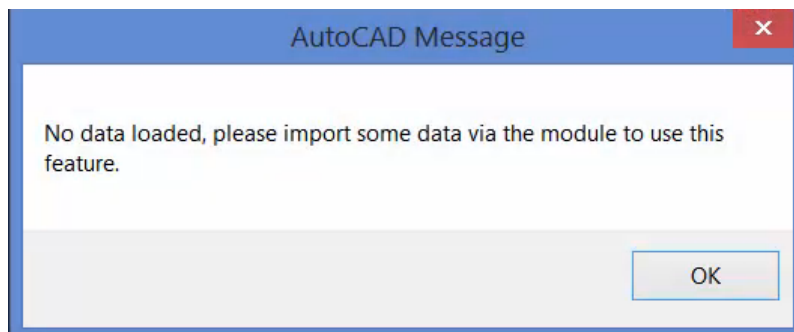 AutoCAD Message
No data loaded, please import some data via the module to use this
feature.
OK